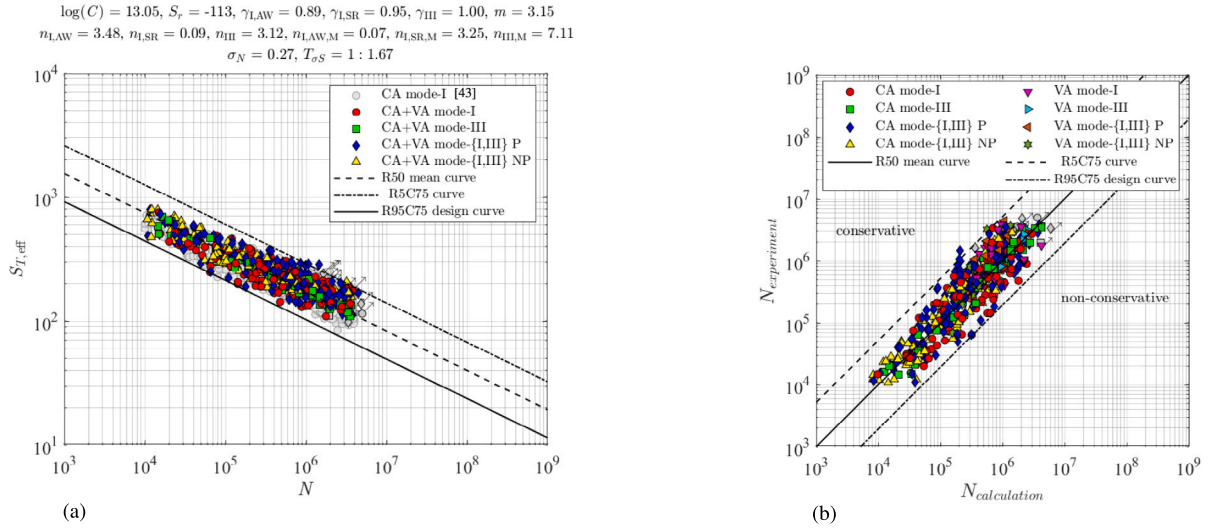 log(C) = 13.05, S_r = -113, γ_I,AW = 0.89, γ_I,SR = 0.95, γ_III = 1.00, m = 3.15
n_I,AW = 3.48, n_I,SR = 0.09, n_III = 3.12, n_I,AW,M = 0.07, n_I,SR,M = 3.25, n_III,M = 7.11
σ_N = 0.27, T_σS = 1 : 1.67
10^4
10^3
10^2
10^1
S_T,eff
CA mode-I [43]
CA+VA mode-I
CA+VA mode-III
CA+VA mode-{I,III} P
CA+VA mode-{I,III} NP
R50 mean curve
R5C75 curve
R95C75 design curve
10^3 10^4 10^5 10^6 10^7 10^8 10^9
N
(a)
10^9
10^8
10^7
10^6
10^5
10^4
10^3
N_experiment
CA mode-I
CA mode-III
CA mode-{I,III} P
CA mode-{I,III} NP
R50 mean curve
VA mode-I
VA mode-III
VA mode-{I,III} P
VA mode-{I,III} NP
R5C75 curve
R95C75 design curve
conservative
non-conservative
10^3 10^4 10^5 10^6 10^7 10^8 10^9
N_calculation
(b)